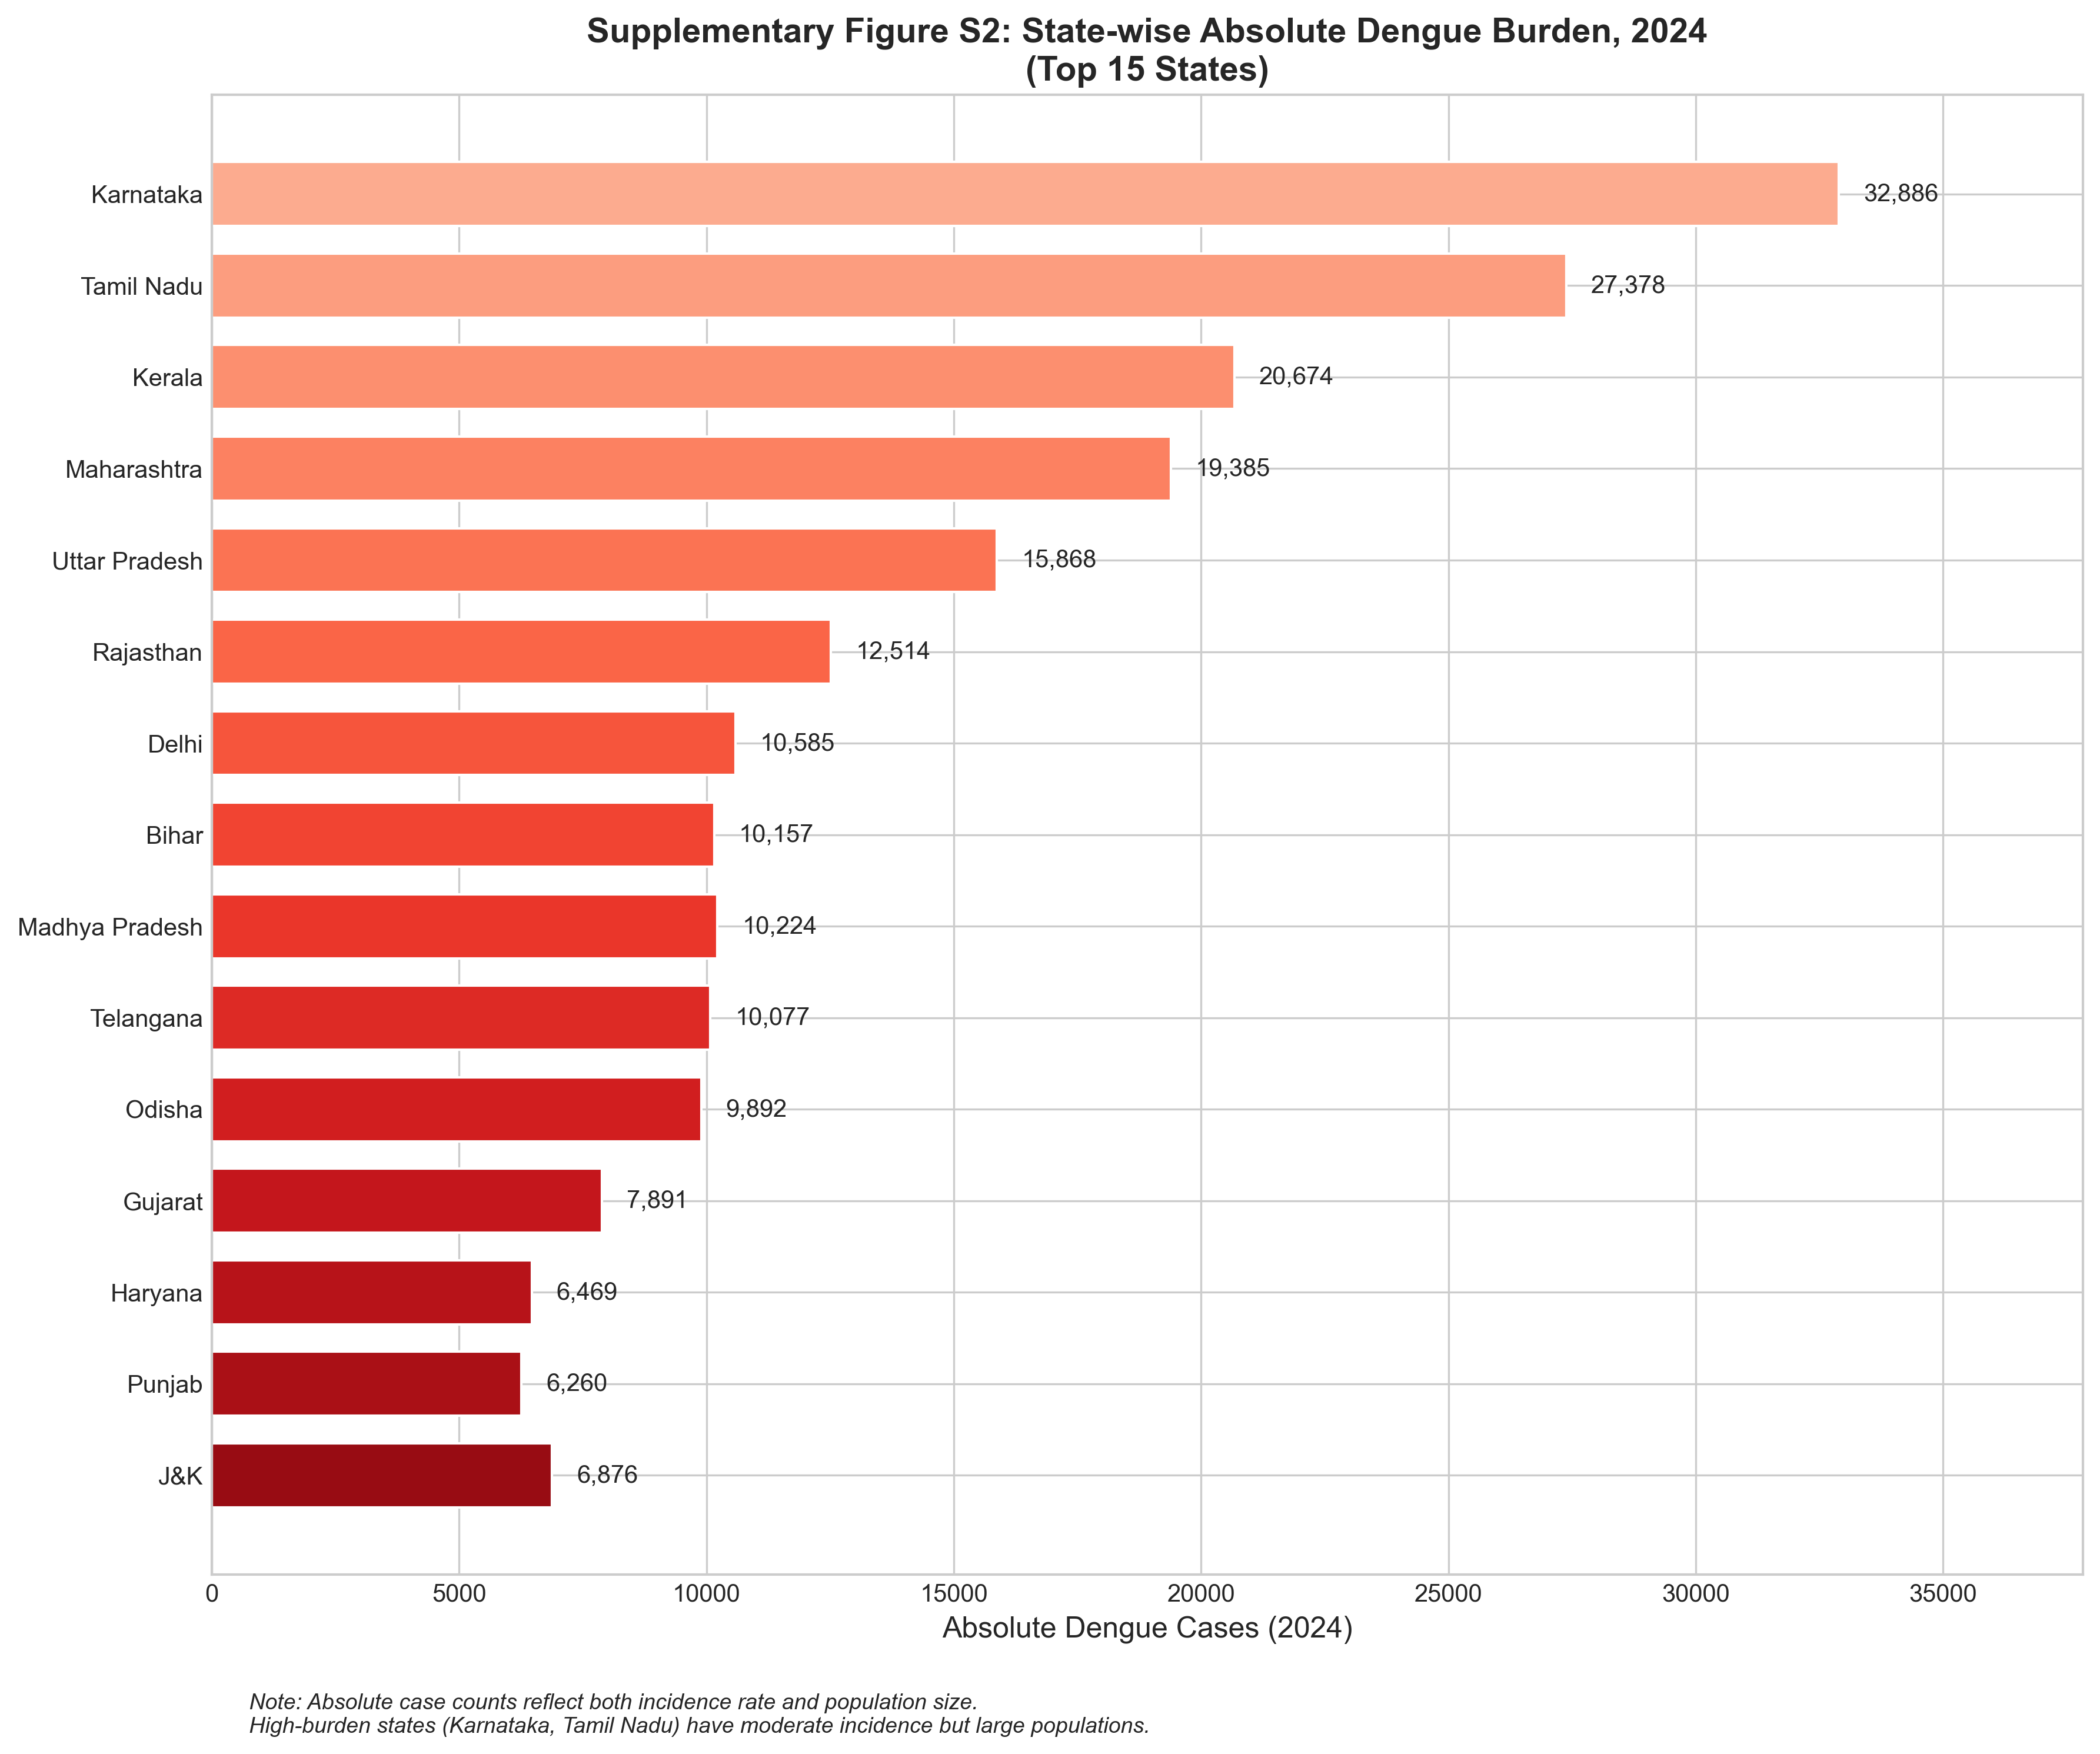 Supplementary Figure S2: State-wise Absolute Dengue Burden, 2024
(Top 15 States)
Karnataka 32,886
Tamil Nadu 27,378
Kerala 20,674
Maharashtra 19,385
Uttar Pradesh 15,868
Rajasthan 12,514
Delhi 10,585
Bihar 10,157
Madhya Pradesh 10,224
Telangana 10,077
Odisha 9,892
Gujarat 7,891
Haryana 6,469
Punjab 6,260
J&K 6,876
0 5000 10000 15000 20000 25000 30000 35000
Absolute Dengue Cases (2024)
Note: Absolute case counts reflect both incidence rate and population size.
High-burden states (Karnataka, Tamil Nadu) have moderate incidence but large populations.